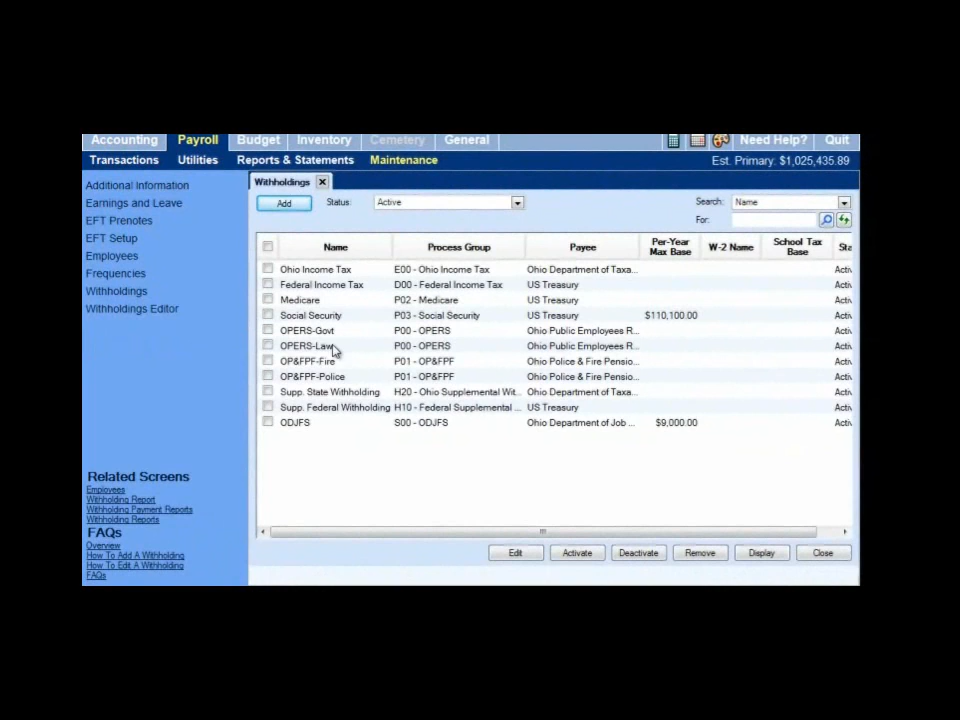 Accounting Payroll Budget Inventory Cemetery General Need Help? Quit
Transactions Utilities Reports & Statements Maintenance Est. Primary: $1,025,435.89
Additional Information
Earnings and Leave
EFT Prenotes
EFT Setup
Employees
Frequencies
Withholdings
Withholdings Editor
Related Screens
Employees
Withholding Report
Withholding Payment Reports
Withholding Reports
FAQs
Overview
How To Add A Withholding
How To Edit A Withholding
FAQs
Withholdings
Add Status: Active Search: Name
For:
Name Process Group Payee Per-Year Max Base W-2 Name School Tax Base Sta
Ohio Income Tax E00 - Ohio Income Tax Ohio Department of Taxa... Activ
Federal Income Tax D00 - Federal Income Tax US Treasury Activ
Medicare P02 - Medicare US Treasury Activ
Social Security P03 - Social Security US Treasury $110,100.00 Activ
OPERS-Govt P00 - OPERS Ohio Public Employees R... Activ
OPERS-Law P00 - OPERS Ohio Public Employees R... Activ
OP&FPF-Fire P01 - OP&FPF Ohio Police & Fire Pensio... Activ
OP&FPF-Police P01 - OP&FPF Ohio Police & Fire Pensio... Activ
Supp. State Withholding H20 - Ohio Supplemental Wit... Ohio Department of Taxa... Activ
Supp. Federal Withholding H10 - Federal Supplemental ... US Treasury Activ
ODJFS S00 - ODJFS Ohio Department of Job ... $9,000.00 Activ
Edit Activate Deactivate Remove Display Close